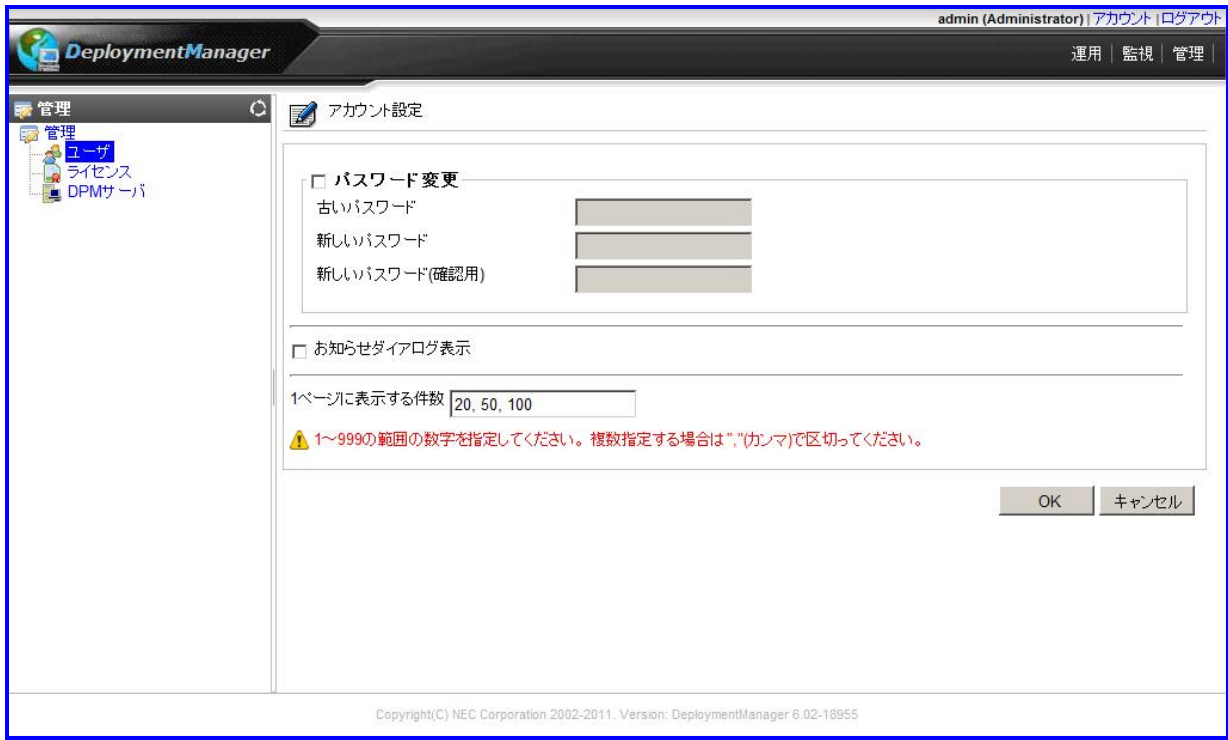 admin (Administrator) | アカウント | ログアウト
DeploymentManager
運用 | 監視 | 管理 |
管理
管理
ユーザ
ライセンス
DPMサーバ
アカウント設定
パスワード変更
古いパスワード
新しいパスワード
新しいパスワード(確認用)
お知らせダイアログ表示
1ページに表示する件数 20, 50, 100
1～999の範囲の数字を指定してください。複数指定する場合は","(カンマ)で区切ってください。
OK キャンセル
Copyright(C) NEC Corporation 2002-2011. Version: DeploymentManager 6.02-18955